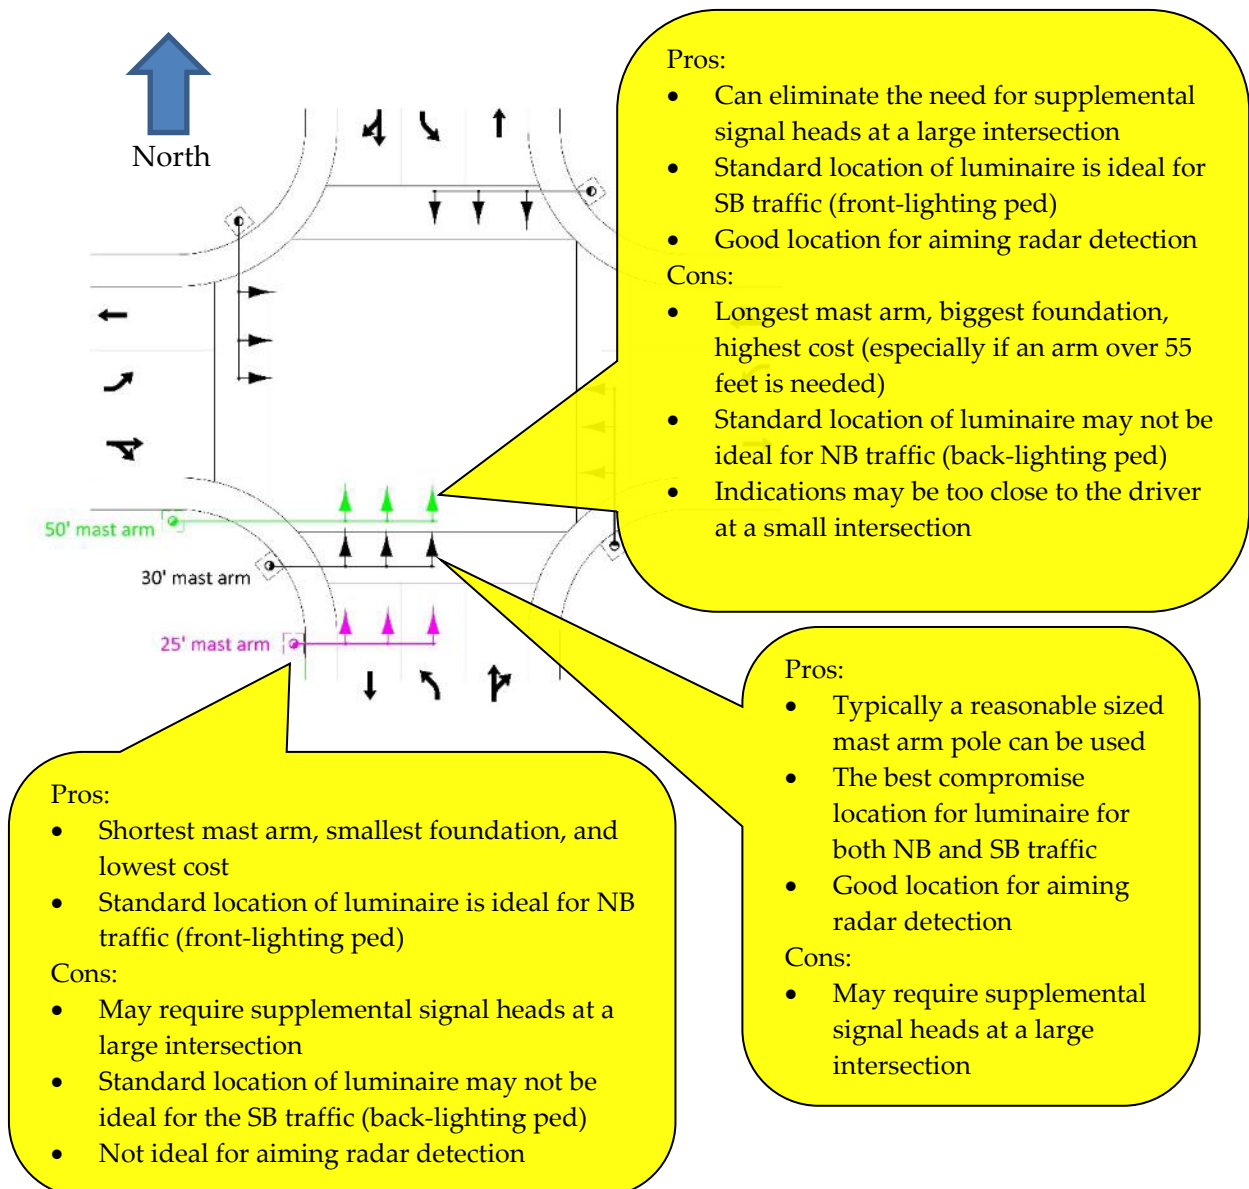 North
Pros:
• Can eliminate the need for supplemental
signal heads at a large intersection
• Standard location of luminaire is ideal for
SB traffic (front-lighting ped)
• Good location for aiming radar detection
Cons:
• Longest mast arm, biggest foundation,
highest cost (especially if an arm over 55
feet is needed)
• Standard location of luminaire may not be
ideal for NB traffic (back-lighting ped)
• Indications may be too close to the driver
at a small intersection
50' mast arm
30' mast arm
25' mast arm
Pros:
• Typically a reasonable sized
mast arm pole can be used
• The best compromise
location for luminaire for
both NB and SB traffic
• Good location for aiming
radar detection
Cons:
• May require supplemental
signal heads at a large
intersection
Pros:
• Shortest mast arm, smallest foundation, and
lowest cost
• Standard location of luminaire is ideal for NB
traffic (front-lighting ped)
Cons:
• May require supplemental signal heads at a
large intersection
• Standard location of luminaire may not be
ideal for the SB traffic (back-lighting ped)
• Not ideal for aiming radar detection